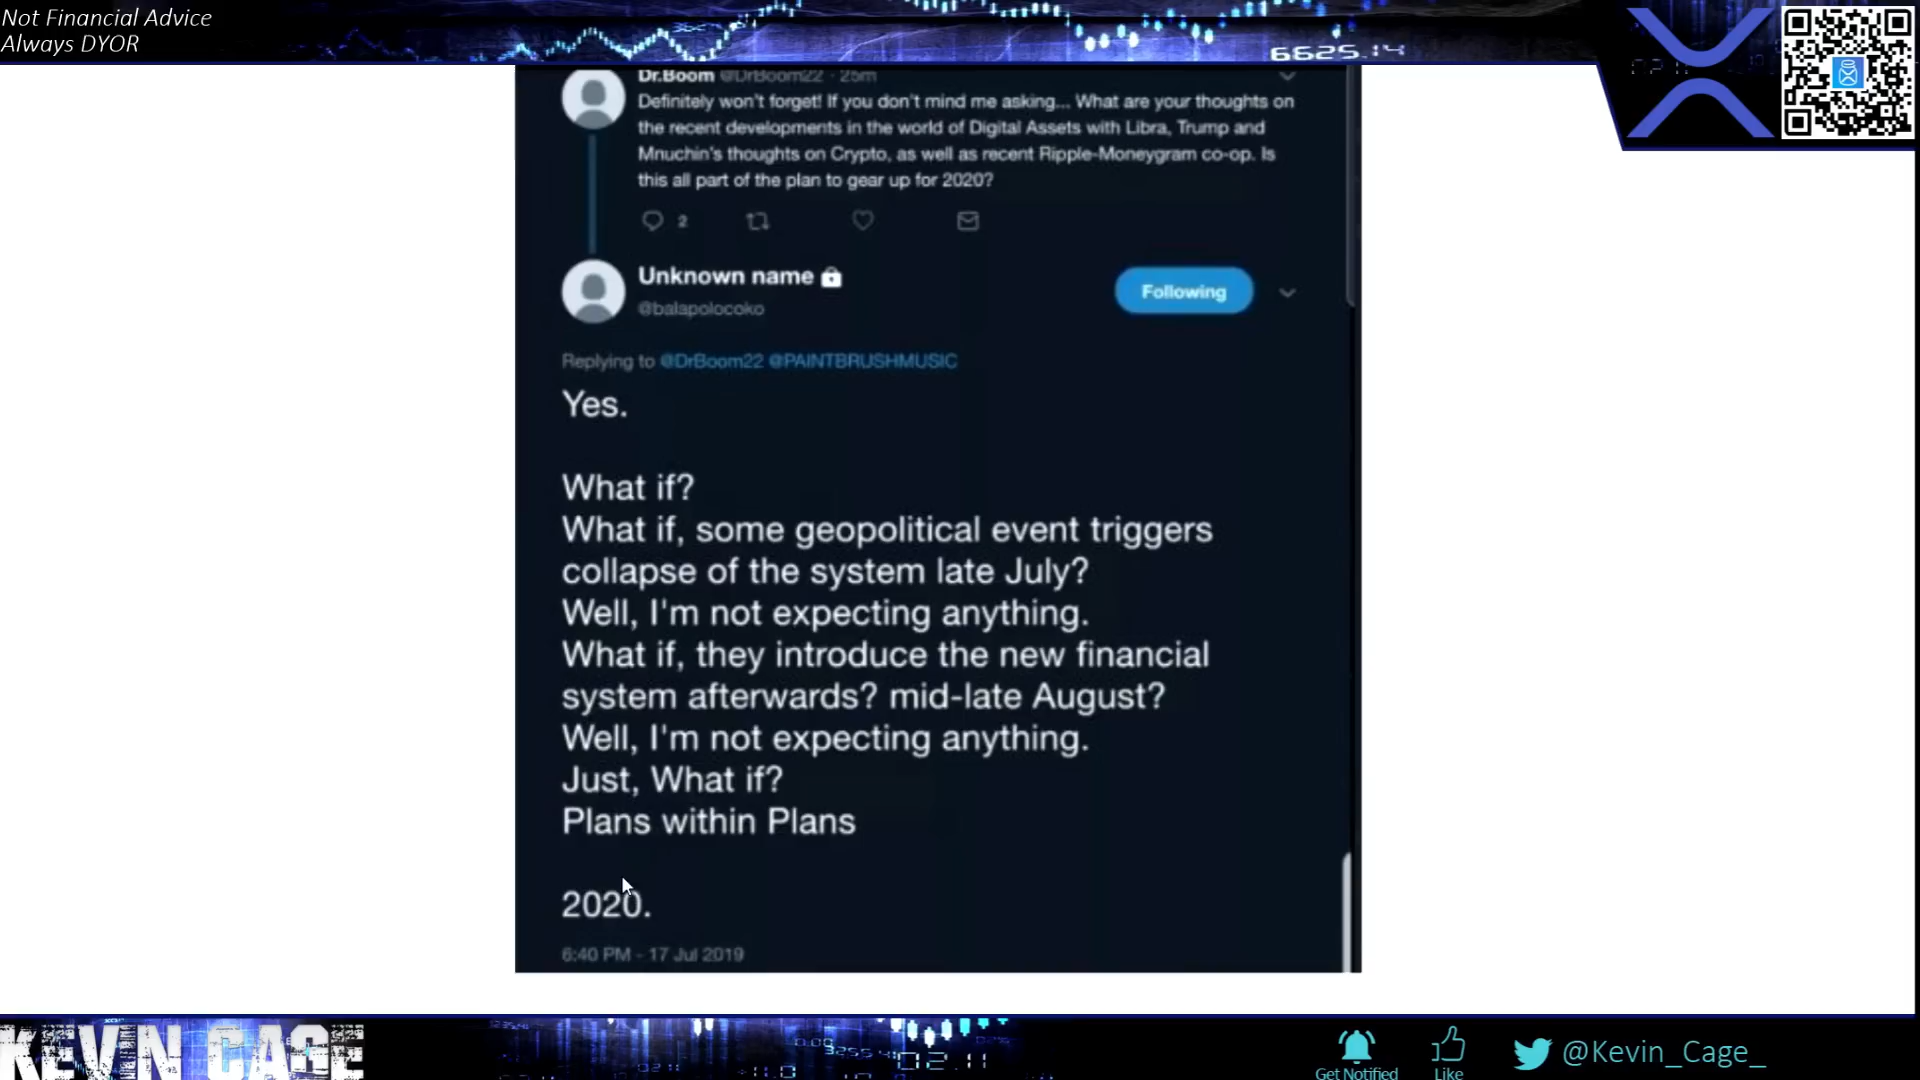 Not Financial Advice
Always DYOR
6625.14
Dr.Boom @DrBoom22 · 25m
Definitely won't forget! If you don't mind me asking... What are your thoughts on
the recent developments in the world of Digital Assets with Libra, Trump and
Mnuchin's thoughts on Crypto, as well as recent Ripple-Moneygram co-op. Is
this all part of the plan to gear up for 2020?
2
Unknown name
@balapolocoko
Following
Replying to @DrBoom22 @PAINTBRUSHMUSIC
Yes.
What if?
What if, some geopolitical event triggers
collapse of the system late July?
Well, I'm not expecting anything.
What if, they introduce the new financial
system afterwards? mid-late August?
Well, I'm not expecting anything.
Just, What if?
Plans within Plans
2020.
6:40 PM - 17 Jul 2019
KEVIN CAGE
02.11
Get Notified
Like
@Kevin_Cage_